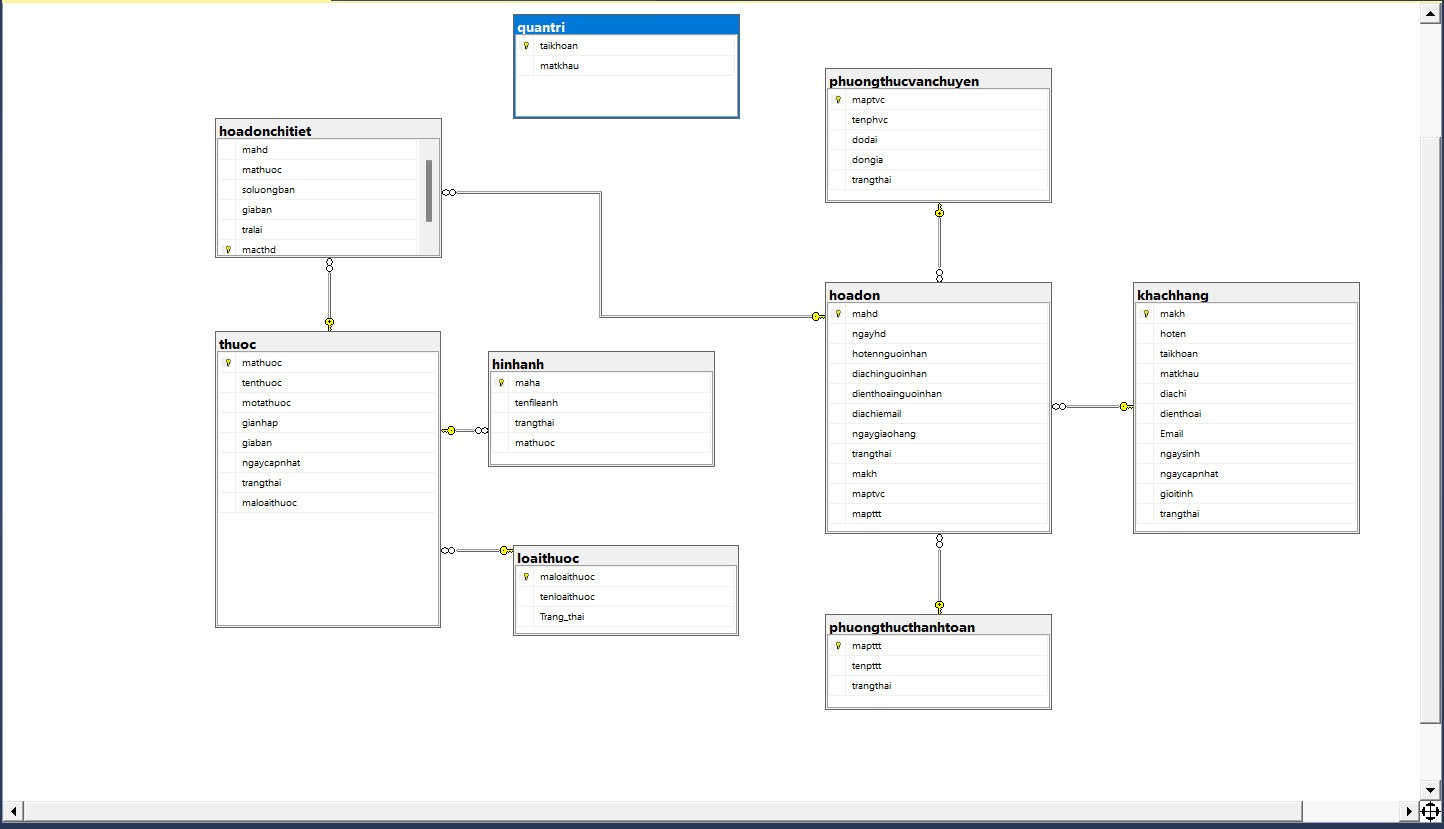 quantri
taikhoan
matkhau
phuongthucvanchuyen
maptvc
tenphvc
dodai
dongia
trangthai
hoadonchitiet
mahd
mathuoc
soluongban
giaban
tralai
macthd
hoadon
mahd
ngayhd
hotennguoinhan
diachinguoinhan
dienthoainguoinhan
diachiemail
ngaygiaohang
trangthai
makh
maptvc
mapttt
khachhang
makh
hoten
taikhoan
matkhau
diachi
dienthoai
Email
ngaysinh
ngaycapnhat
gioitinh
trangthai
thuoc
mathuoc
tenthuoc
motathuoc
gianhap
giaban
ngaycapnhat
trangthai
maloaithuoc
hinhanh
maha
tenfileanh
trangthai
mathuoc
loaithuoc
maloaithuoc
tenloaithuoc
Trang_thai
phuongthucthanhtoan
mapttt
tenpttt
trangthai